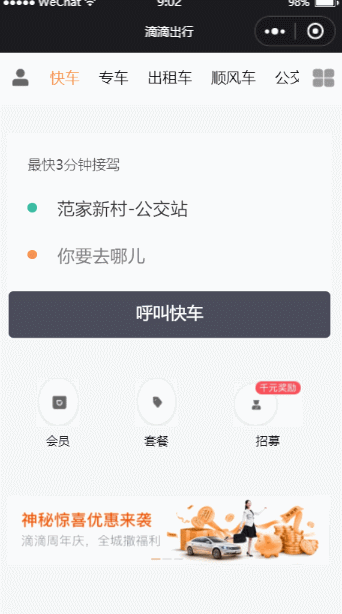 WeChat 9:02 98%
滴滴出行
快车 专车 出租车 顺风车 公交
最快3分钟接驾
范家新村-公交站
你要去哪儿
呼叫快车
千元奖励
会员 套餐 招募
神秘惊喜优惠来袭
滴滴周年庆，全城撒福利